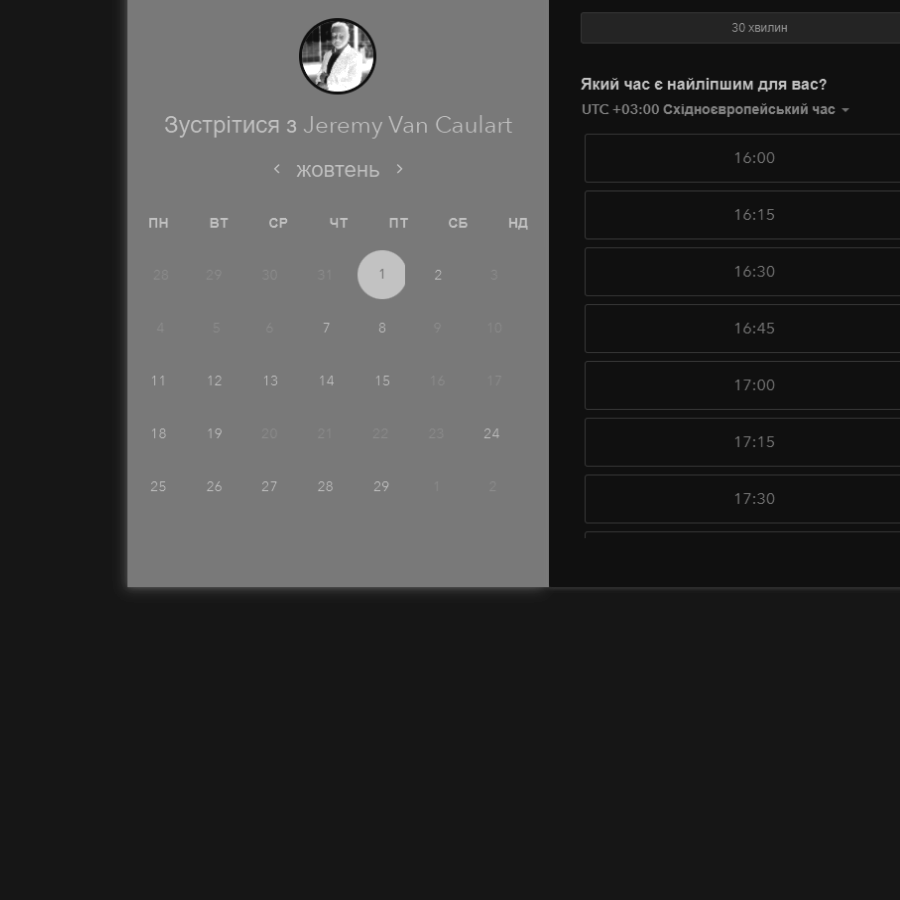 Зустрітися з Jeremy Van Caulart
жовтень
ПН ВТ СР ЧТ ПТ СБ НД
28 29 30 31 1 2 3
4 5 6 7 8 9 10
11 12 13 14 15 16 17
18 19 20 21 22 23 24
25 26 27 28 29 1 2
30 хвилин
Який час є найліпшим для вас?
UTC +03:00 Східноєвропейський час
16:00
16:15
16:30
16:45
17:00
17:15
17:30